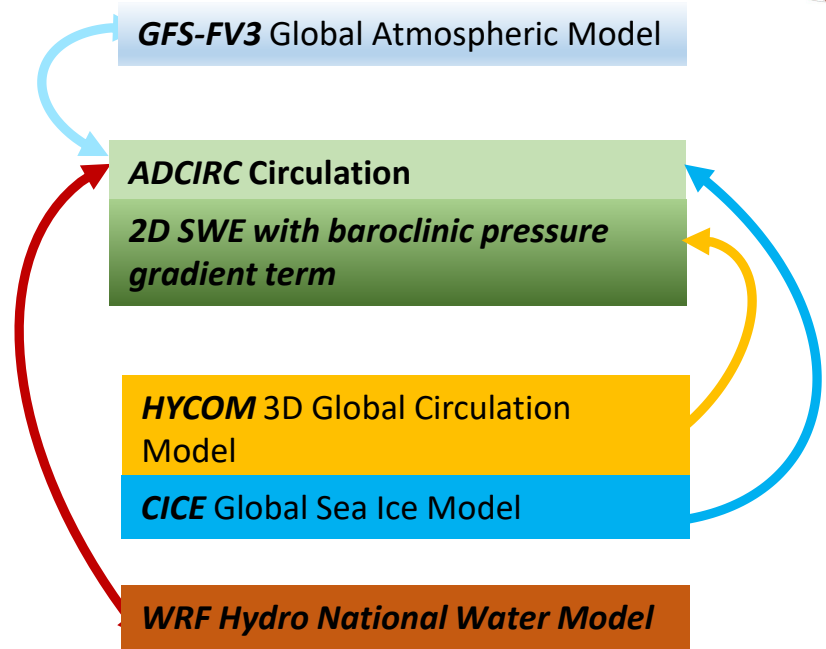 GFS-FV3 Global Atmospheric Model
ADCIRC Circulation
2D SWE with baroclinic pressure
gradient term
HYCOM 3D Global Circulation
Model
CICE Global Sea Ice Model
WRF Hydro National Water Model